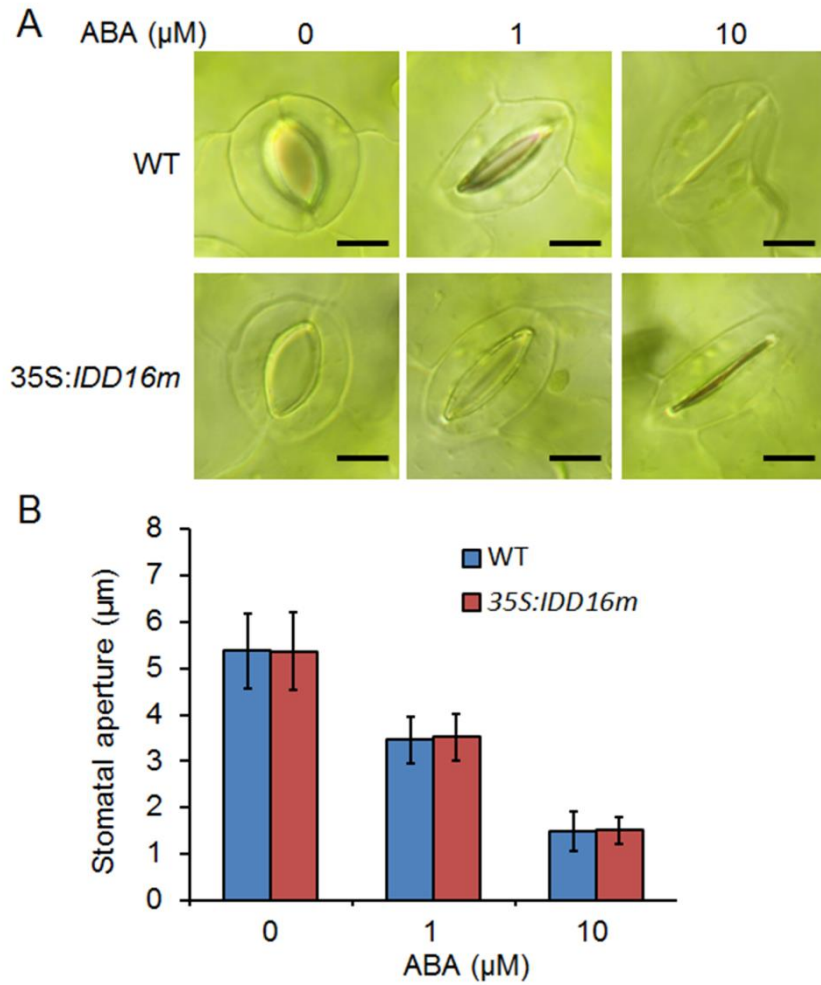 A
ABA (µM) 0 1 10
WT
35S:IDD16m
B
8
7
6
5
4
3
2
1
0
Stomatal aperture (µm)
WT
35S:IDD16m
0 1 10
ABA (µM)